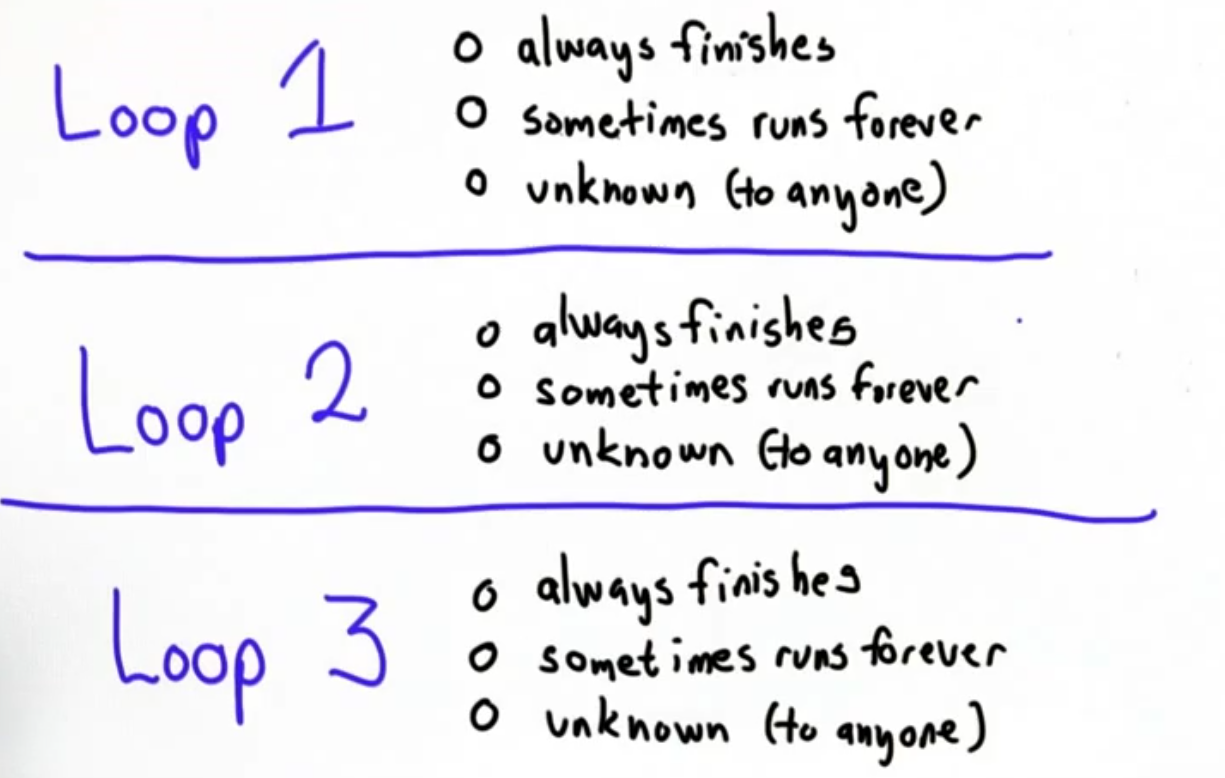 Loop 1
always finishes
sometimes runs forever
unknown (to anyone)
Loop 2
always finishes
sometimes runs forever
unknown (to anyone)
Loop 3
always finishes
sometimes runs forever
unknown (to anyone)